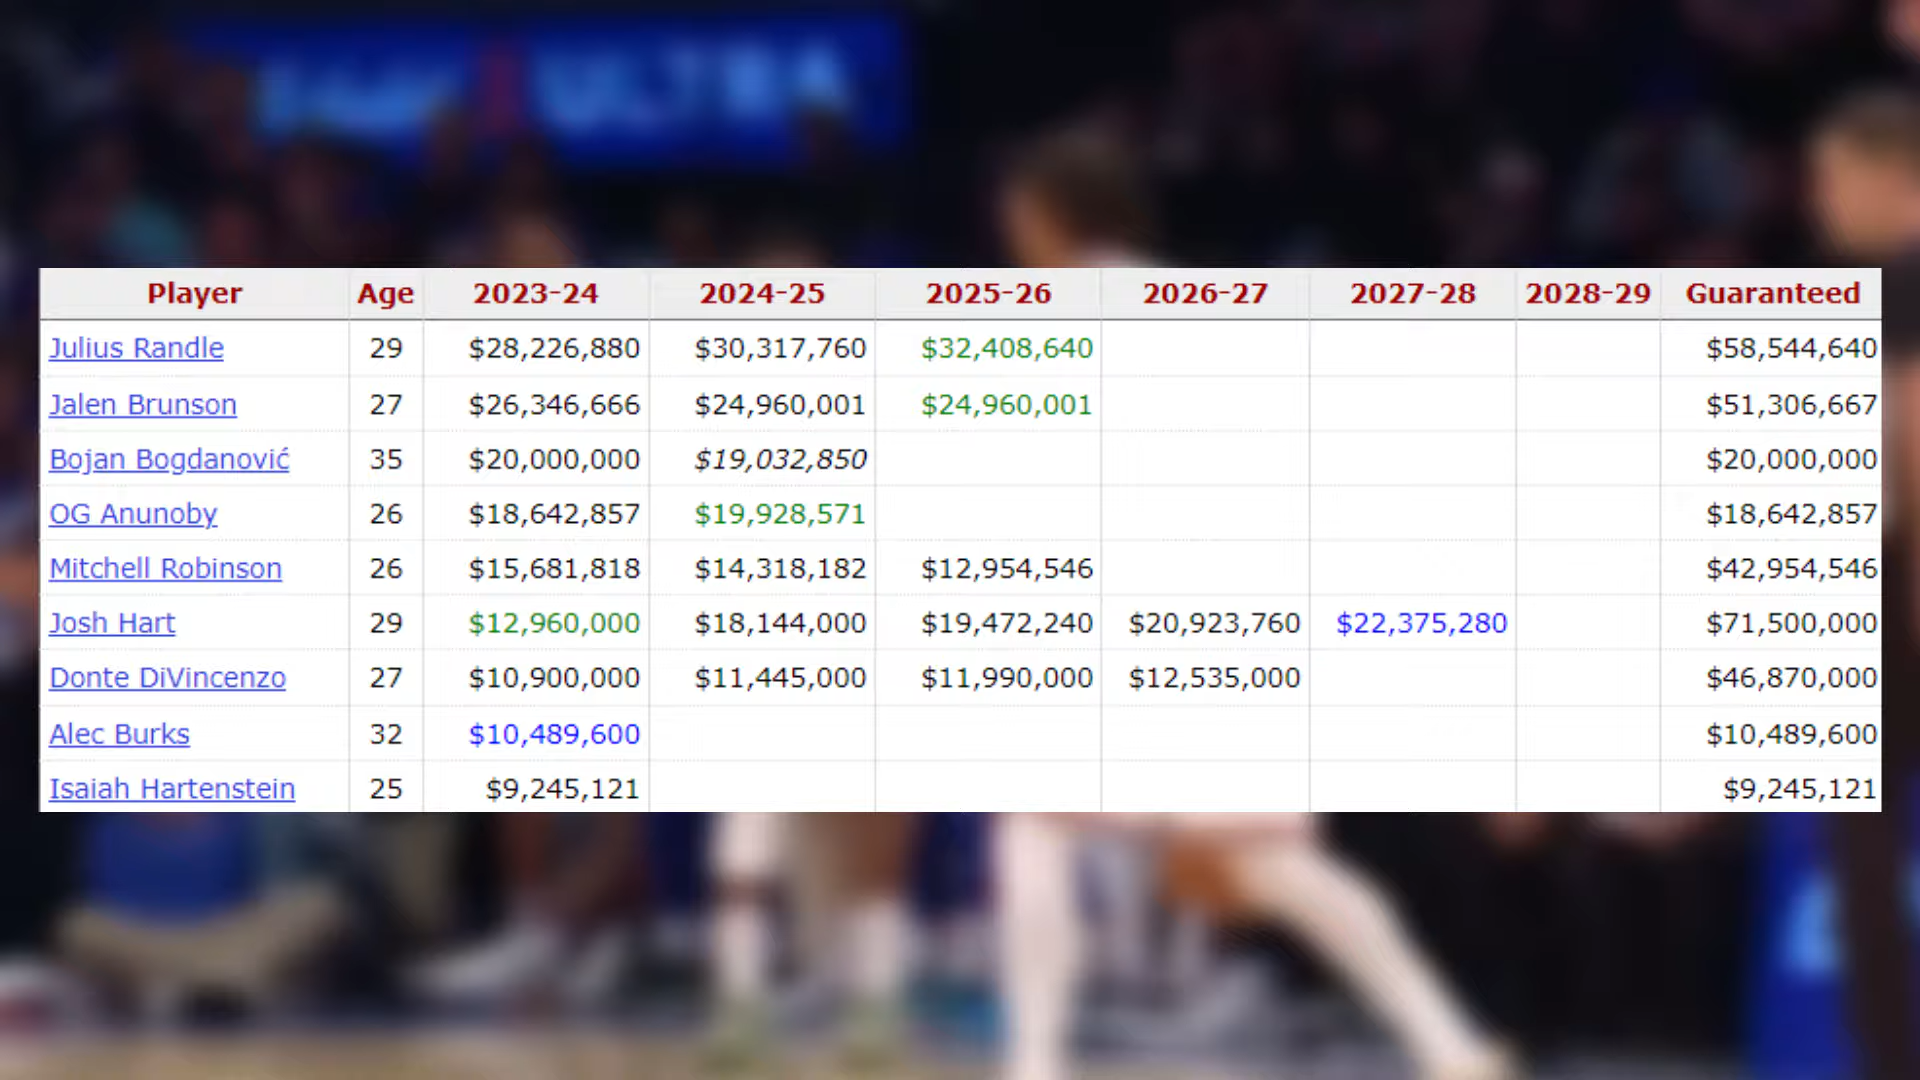 ULTRA
Player Age 2023-24 2024-25 2025-26 2026-27 2027-28 2028-29 Guaranteed
Julius Randle 29 $28,226,880 $30,317,760 $32,408,640 $58,544,640
Jalen Brunson 27 $26,346,666 $24,960,001 $24,960,001 $51,306,667
Bojan Bogdanović 35 $20,000,000 $19,032,850 $20,000,000
OG Anunoby 26 $18,642,857 $19,928,571 $18,642,857
Mitchell Robinson 26 $15,681,818 $14,318,182 $12,954,546 $42,954,546
Josh Hart 29 $12,960,000 $18,144,000 $19,472,240 $20,923,760 $22,375,280 $71,500,000
Donte DiVincenzo 27 $10,900,000 $11,445,000 $11,990,000 $12,535,000 $46,870,000
Alec Burks 32 $10,489,600 $10,489,600
Isaiah Hartenstein 25 $9,245,121 $9,245,121